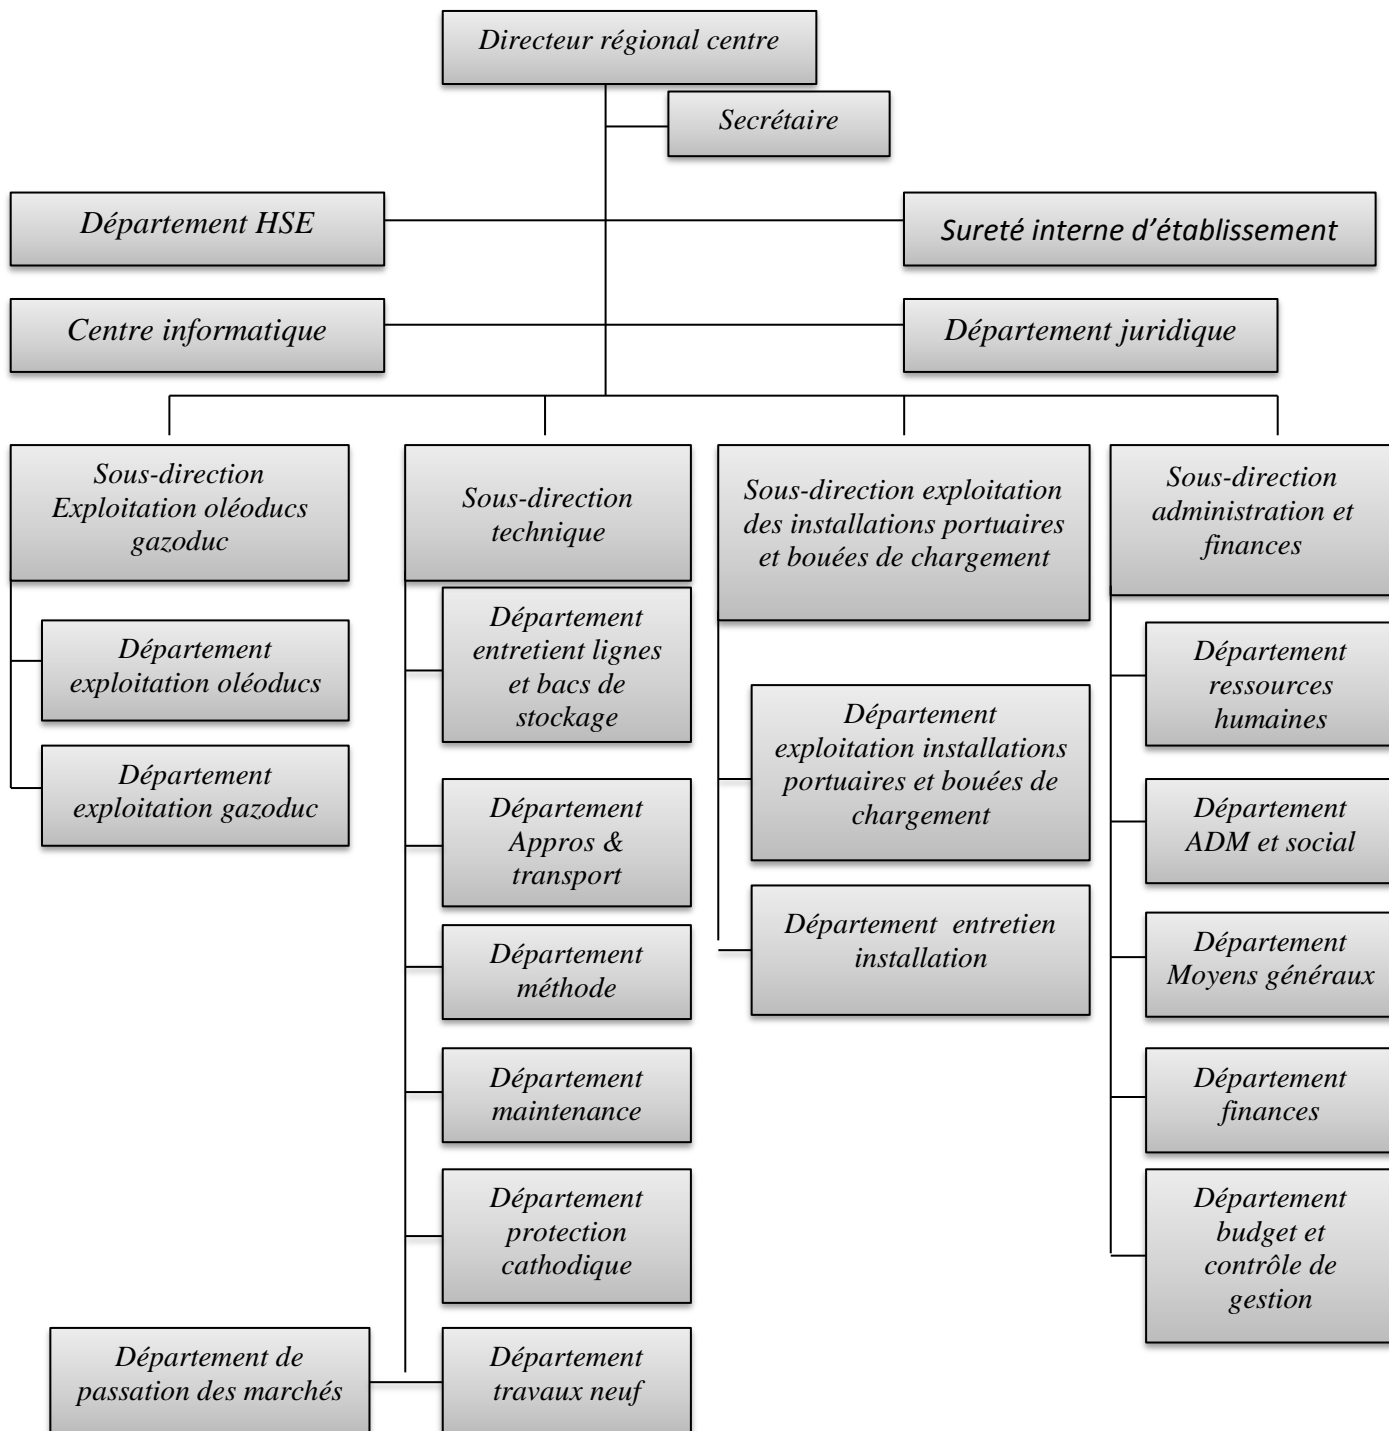 Directeur régional centre
Secrétaire
Département HSE
Sureté interne d'établissement
Centre informatique
Département juridique
Sous-direction
Exploitation oléoducs
gazoduc
Département
exploitation oléoducs
Département
exploitation gazoduc
Sous-direction
technique
Département
entretient lignes
et bacs de
stockage
Département
Appros &
transport
Département
méthode
Département
maintenance
Département
protection
cathodique
Département de
passation des marchés
Département
travaux neuf
Sous-direction exploitation
des installations portuaires
et bouées de chargement
Département
exploitation installations
portuaires et bouées de
chargement
Département entretien
installation
Sous-direction
administration et
finances
Département
ressources
humaines
Département
ADM et social
Département
Moyens généraux
Département
finances
Département
budget et
contrôle de
gestion